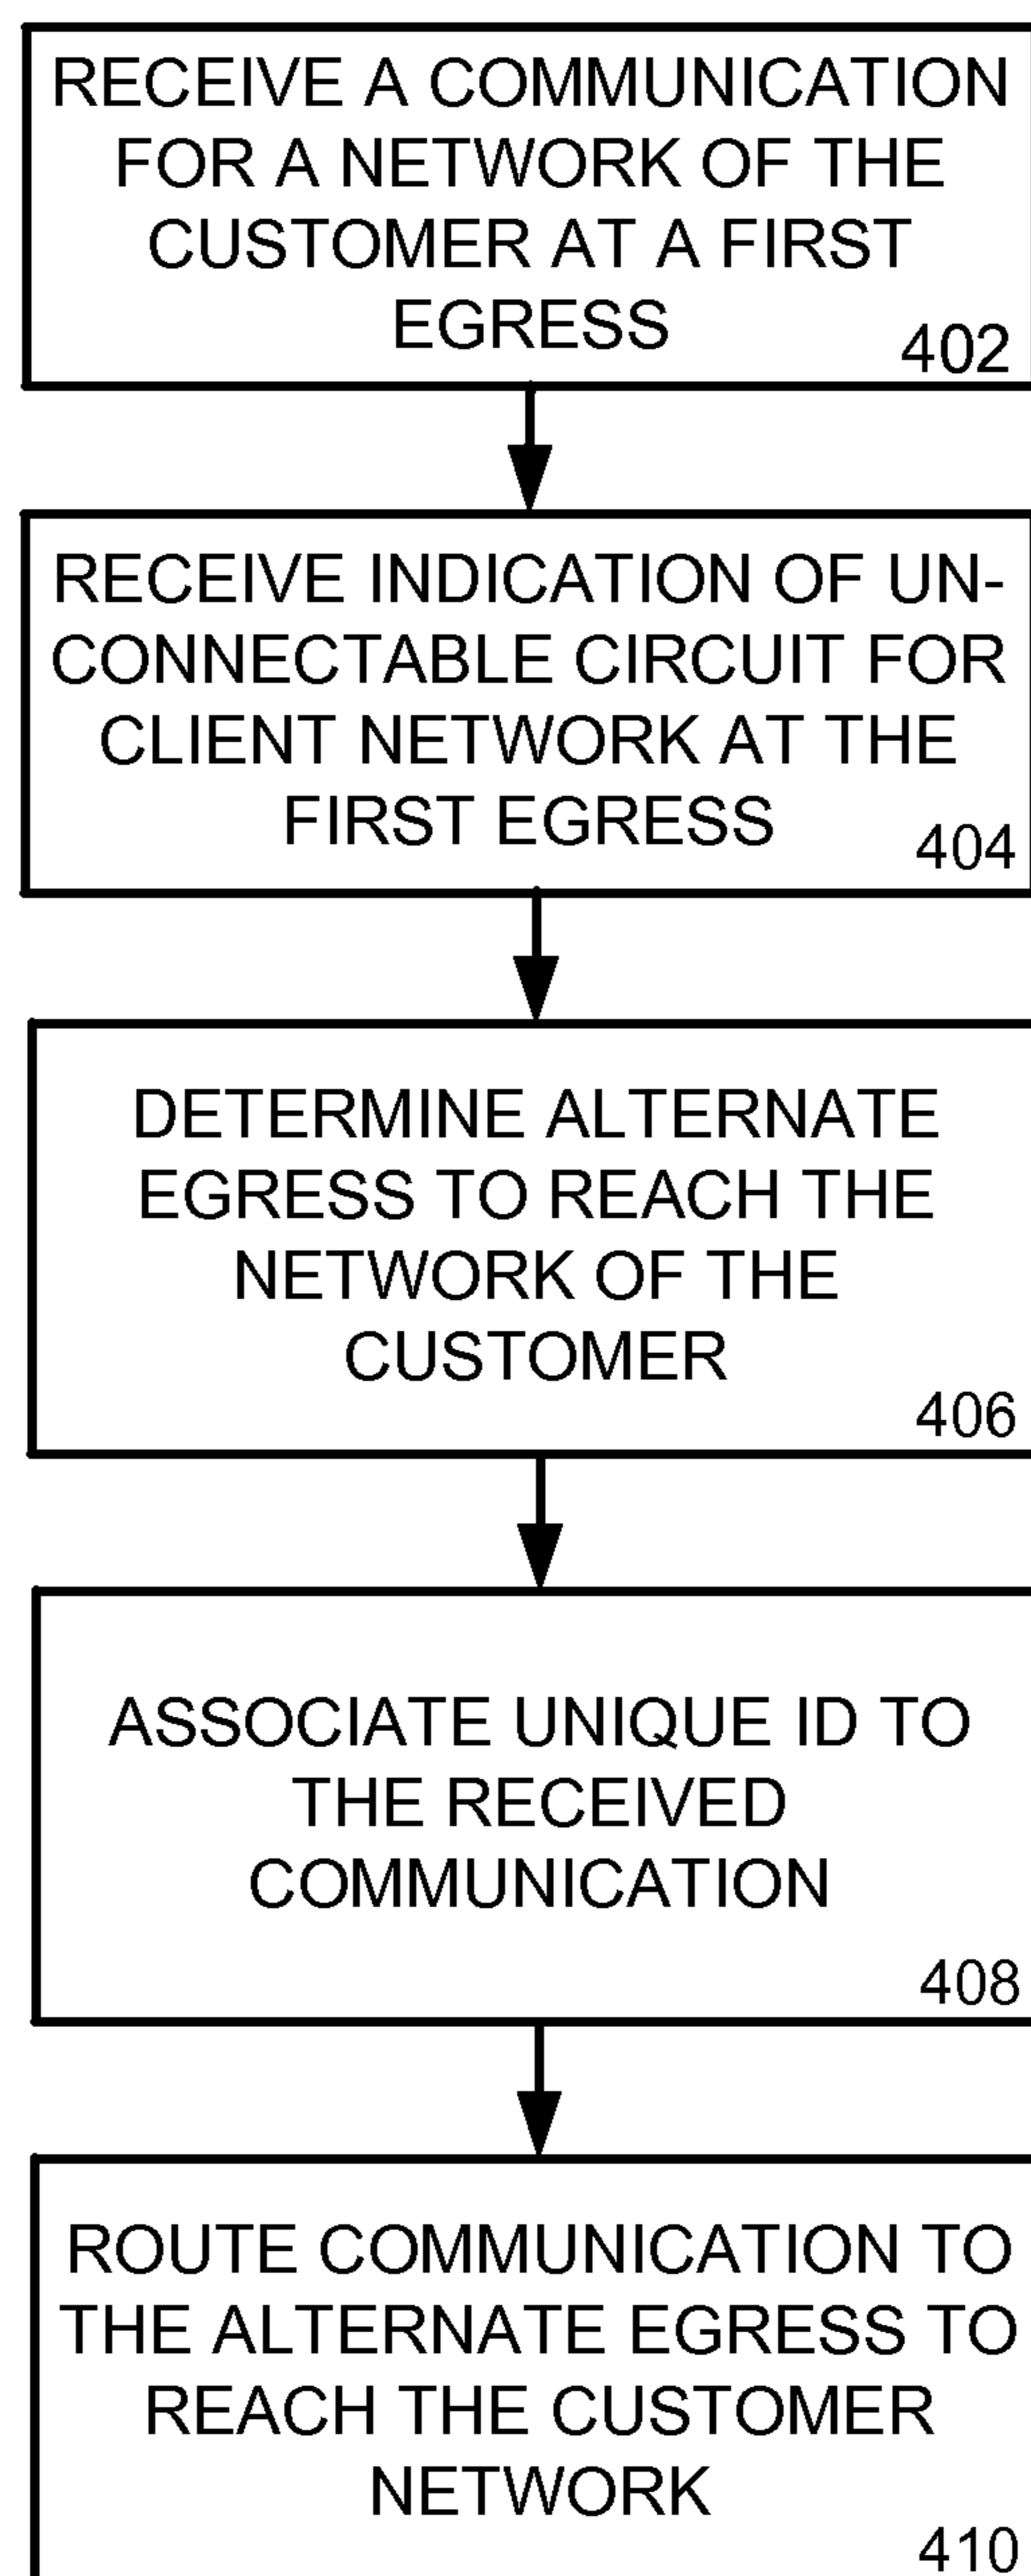 RECEIVE A COMMUNICATION
FOR A NETWORK OF THE
CUSTOMER AT A FIRST
EGRESS
402
RECEIVE INDICATION OF UN-
CONNECTABLE CIRCUIT FOR
CLIENT NETWORK AT THE
FIRST EGRESS
404
DETERMINE ALTERNATE
EGRESS TO REACH THE
NETWORK OF THE
CUSTOMER
406
ASSOCIATE UNIQUE ID TO
THE RECEIVED
COMMUNICATION
408
ROUTE COMMUNICATION TO
THE ALTERNATE EGRESS TO
REACH THE CUSTOMER
NETWORK
410